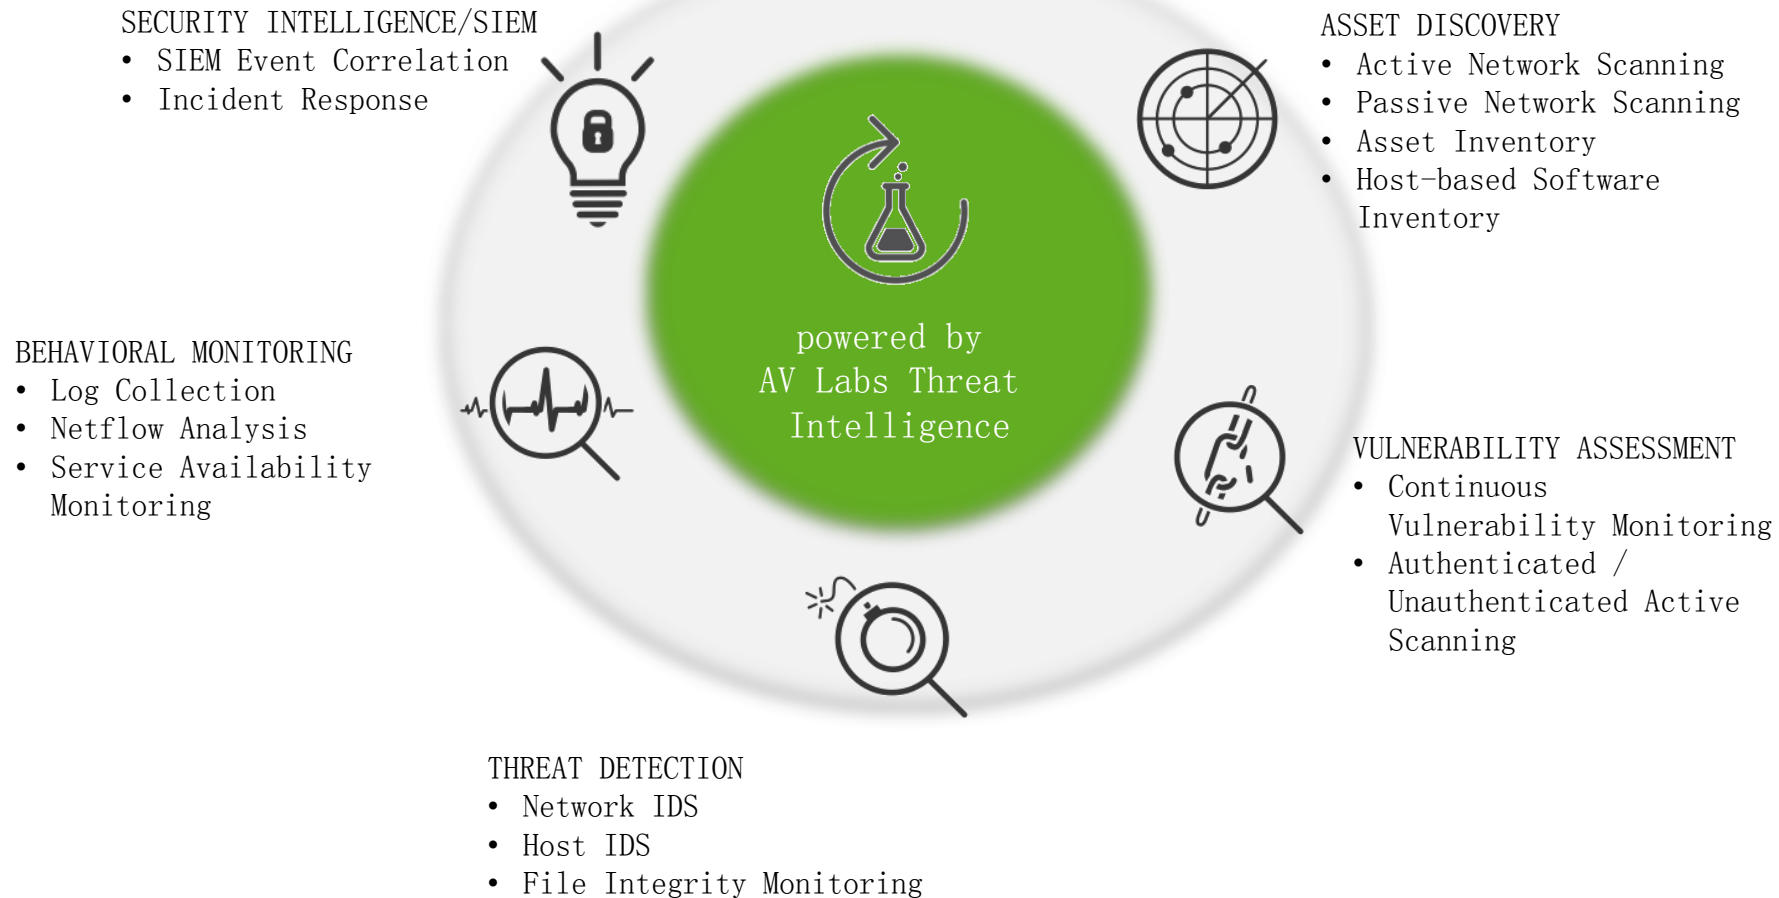 SECURITY INTELLIGENCE/SIEM
• SIEM Event Correlation
• Incident Response
ASSET DISCOVERY
• Active Network Scanning
• Passive Network Scanning
• Asset Inventory
• Host-based Software
Inventory
powered by
AV Labs Threat
Intelligence
BEHAVIORAL MONITORING
• Log Collection
• Netflow Analysis
• Service Availability
Monitoring
VULNERABILITY ASSESSMENT
• Continuous
Vulnerability Monitoring
• Authenticated /
Unauthenticated Active
Scanning
THREAT DETECTION
• Network IDS
• Host IDS
• File Integrity Monitoring